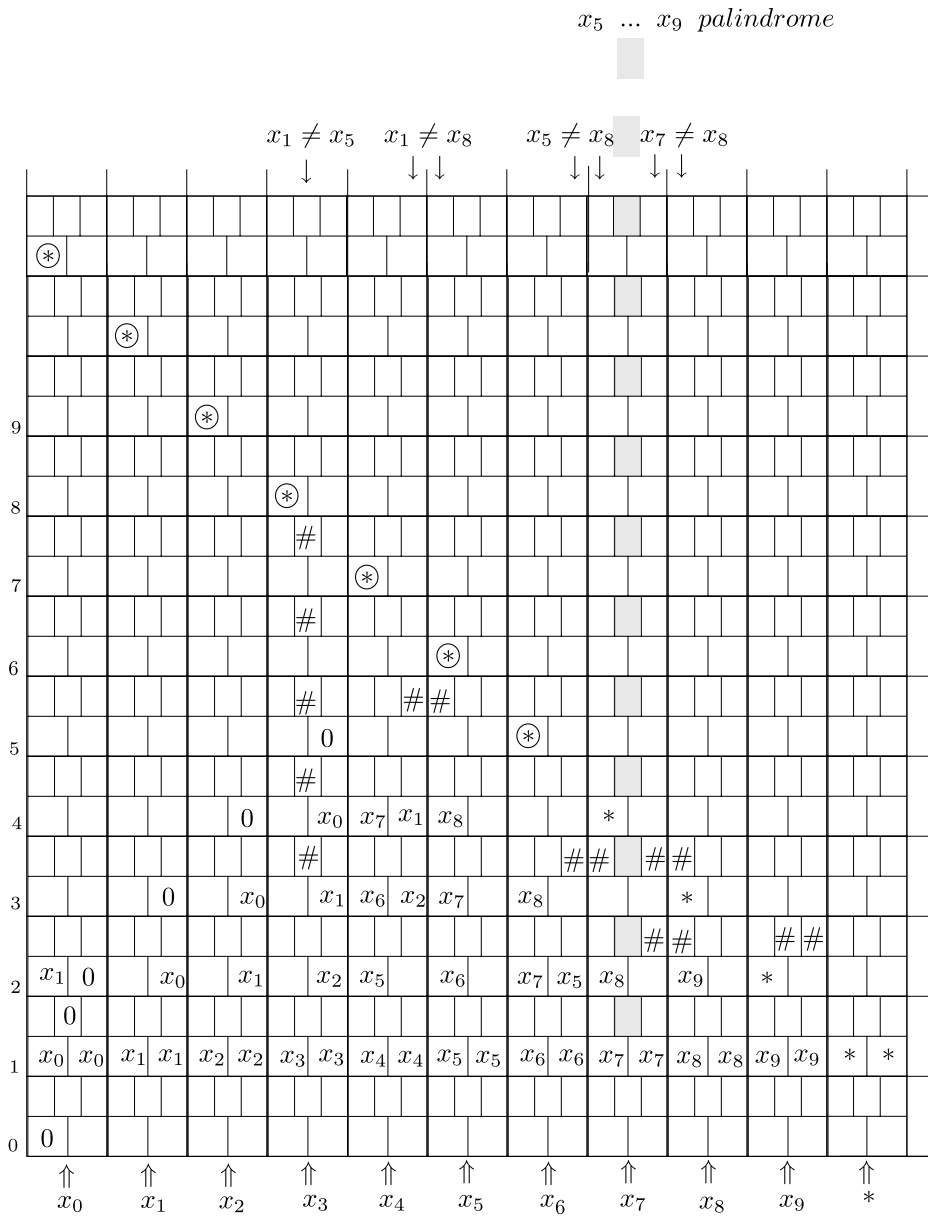 x₅ ... x₉ palindrome
x₁ ≠ x₅ x₁ ≠ x₈ x₅ ≠ x₈ x₇ ≠ x₈
↓ ↓ ↓ ↓ ↓ ↓ ↓
⊛
⊛
9 ⊛
8 ⊛
#
7 ⊛
#
6 ⊛
# # #
5 0 ⊛
#
4 0 x₀ x₇ x₁ x₈ *
# # # # #
3 0 x₀ x₁ x₆ x₂ x₇ x₈ *
# # # #
2 x₁ 0 x₀ x₁ x₂ x₅ x₆ x₇ x₅ x₈ x₉ *
0
1 x₀ x₀ x₁ x₁ x₂ x₂ x₃ x₃ x₄ x₄ x₅ x₅ x₆ x₆ x₇ x₇ x₈ x₈ x₉ x₉ * *
0 0
⇑ ⇑ ⇑ ⇑ ⇑ ⇑ ⇑ ⇑ ⇑ ⇑ ⇑
x₀ x₁ x₂ x₃ x₄ x₅ x₆ x₇ x₈ x₉ *